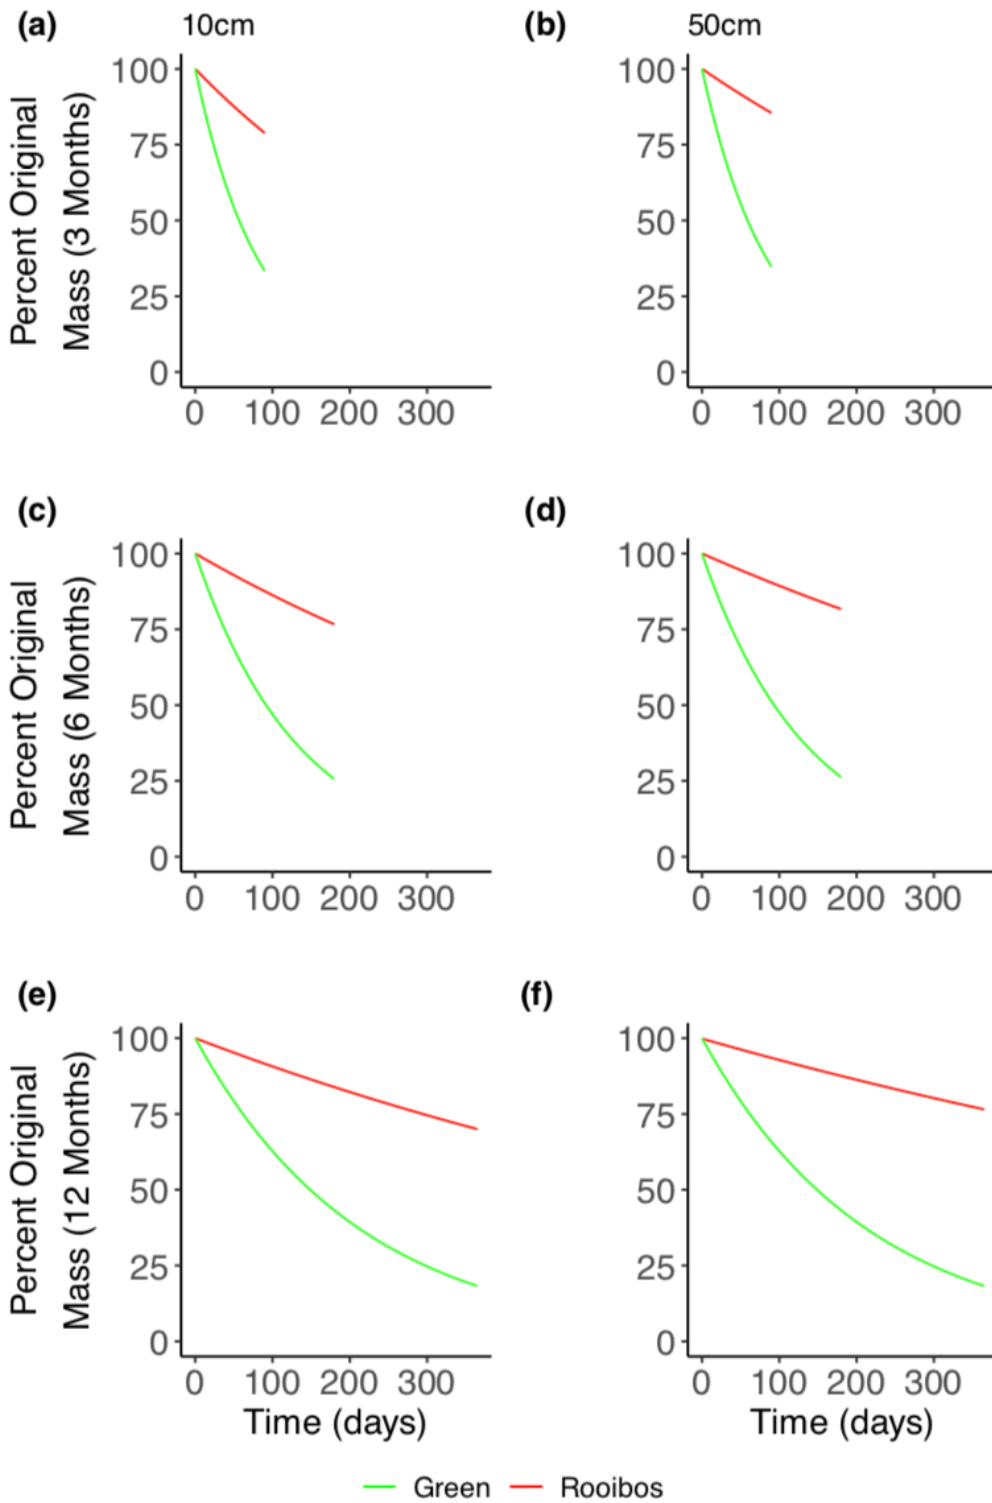 (a) 10cm
(b) 50cm
Percent Original
Mass (3 Months)
100
75
50
25
0
0 100 200 300
100
75
50
25
0
0 100 200 300
(c)
(d)
Percent Original
Mass (6 Months)
100
75
50
25
0
0 100 200 300
100
75
50
25
0
0 100 200 300
(e)
(f)
Percent Original
Mass (12 Months)
100
75
50
25
0
0 100 200 300
Time (days)
100
75
50
25
0
0 100 200 300
Time (days)
Green Rooibos